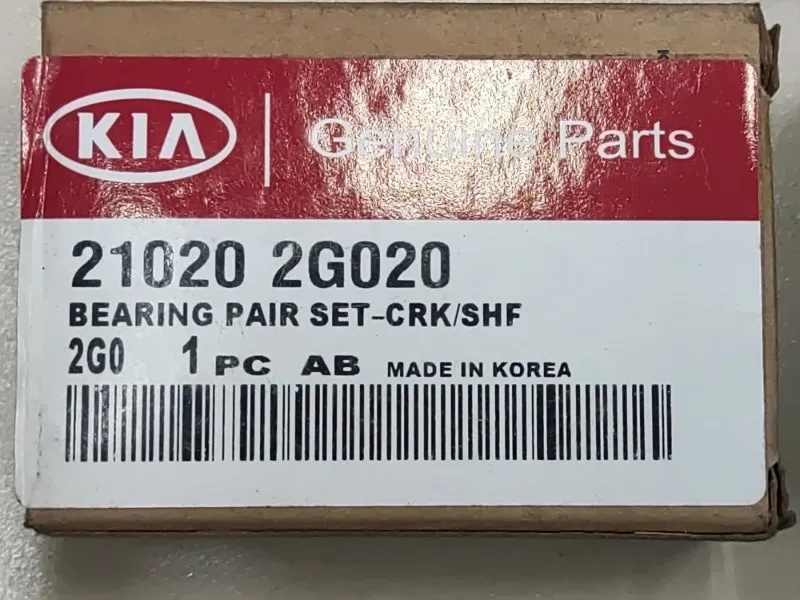 KIA Genuine Parts
21020 2G020
BEARING PAIR SET-CRK/SHF
2G0 1 PC AB MADE IN KOREA